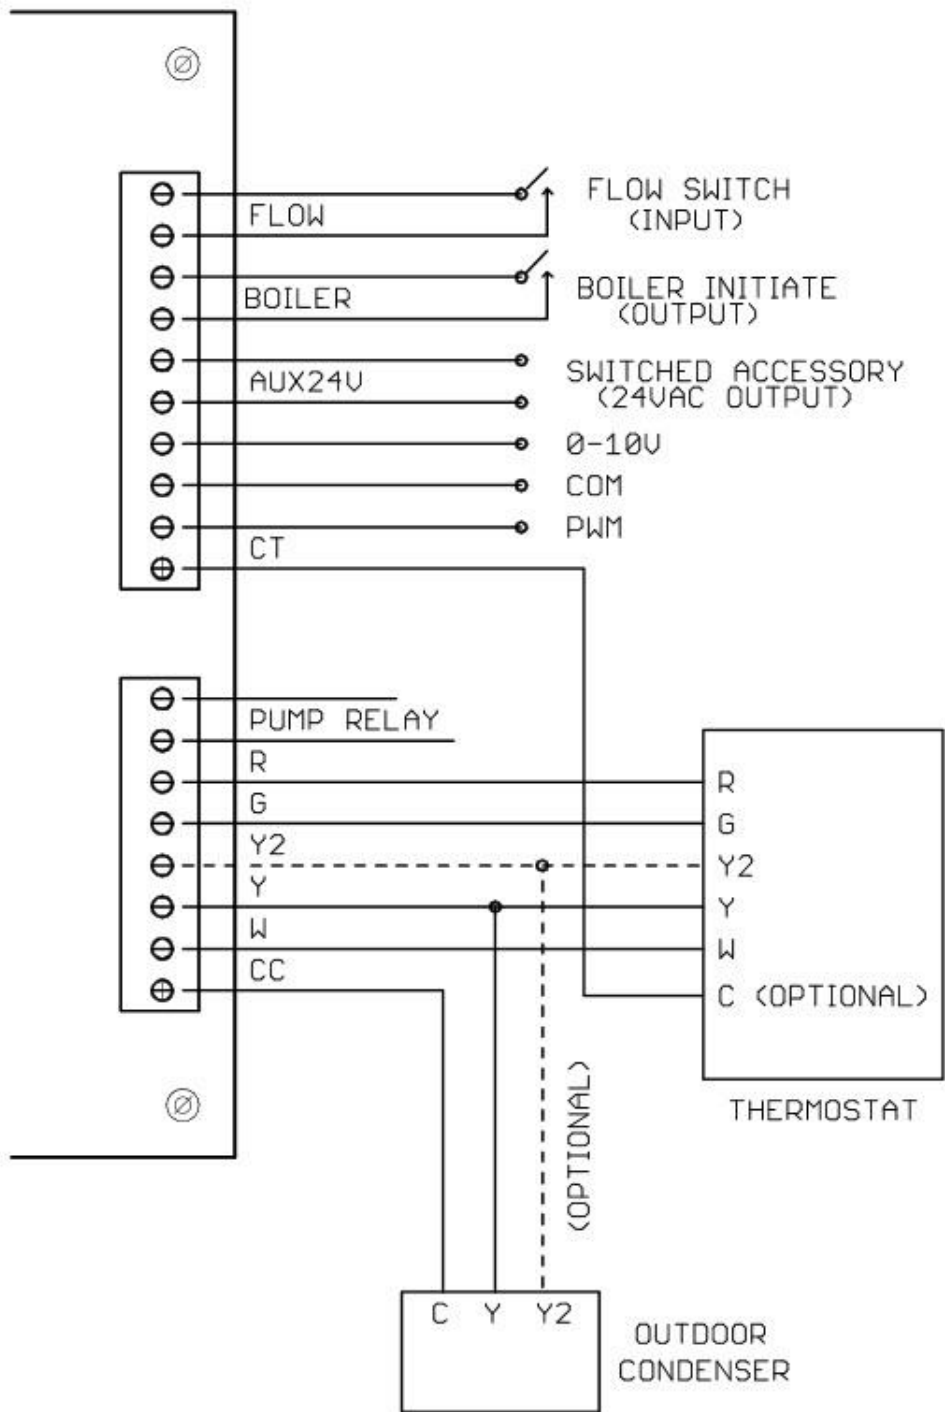 FLOW
FLOW SWITCH
(INPUT)
BOILER
BOILER INITIATE
(OUTPUT)
AUX24V
SWITCHED ACCESSORY
(24VAC OUTPUT)
0-10V
COM
PWM
CT
PUMP RELAY
R
G
Y2
Y
W
CC
R
G
Y2
Y
W
C (OPTIONAL)
THERMOSTAT
(OPTIONAL)
C Y Y2
OUTDOOR
CONDENSER